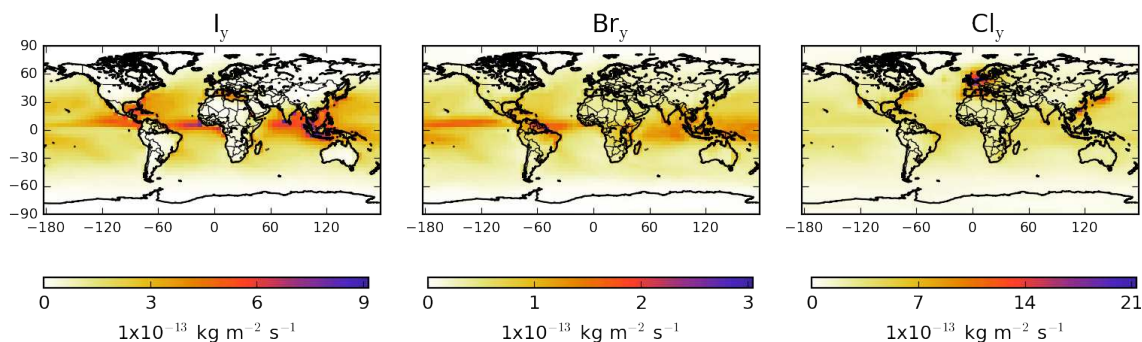 I_y Br_y Cl_y
90
60
30
0
−30
−60
−90
−180 −120 −60 0 60 120 −180 −120 −60 0 60 120 −180 −120 −60 0 60 120
0 3 6 9 0 1 2 3 0 7 14 21
1x10⁻¹³ kg m⁻² s⁻¹ 1x10⁻¹³ kg m⁻² s⁻¹ 1x10⁻¹³ kg m⁻² s⁻¹